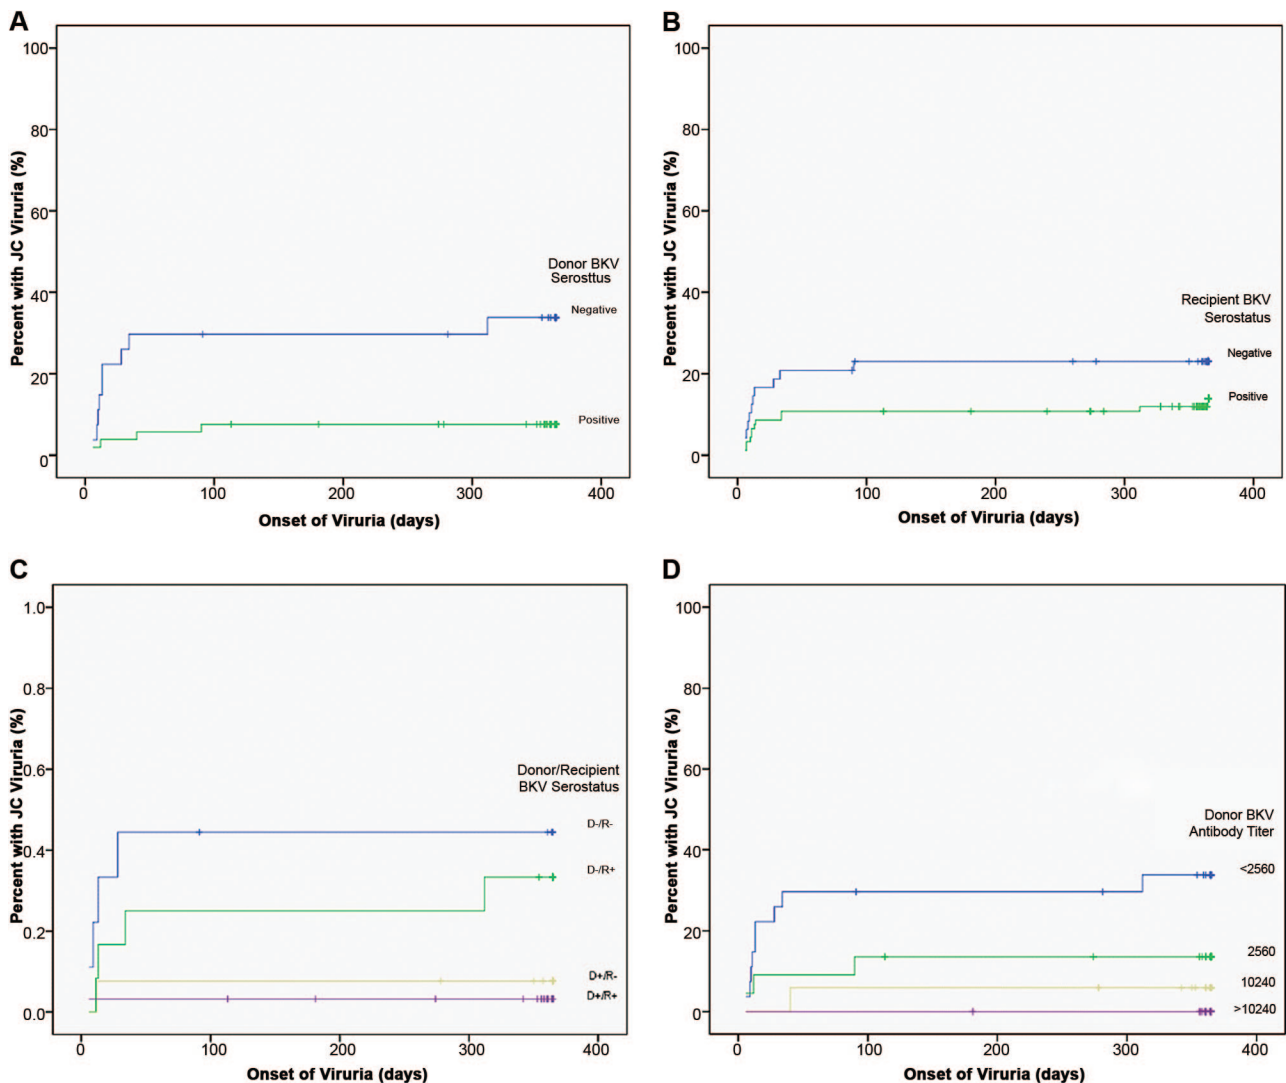 A
Percent with JC Viruria (%)
100
80
60
40
20
0
Donor BKV
Serosttus
Negative
Positive
0 100 200 300 400
Onset of Viruria (days)
B
Percent with JC Viruria (%)
100
80
60
40
20
0
Recipient BKV
Serostatus
Negative
Positive
0 100 200 300 400
Onset of Viruria (days)
C
Percent with JC Viruria (%)
1.0
0.8
0.6
0.4
0.2
0.0
Donor/Recipient
BKV Serostatus
D-/R-
D-/R+
D+/R-
D+/R+
0 100 200 300 400
Onset of Viruria (days)
D
Percent with JC Viruria (%)
100
80
60
40
20
0
Donor BKV
Antibody Titer
<2560
2560
10240
>10240
0 100 200 300 400
Onset of Viruria (days)